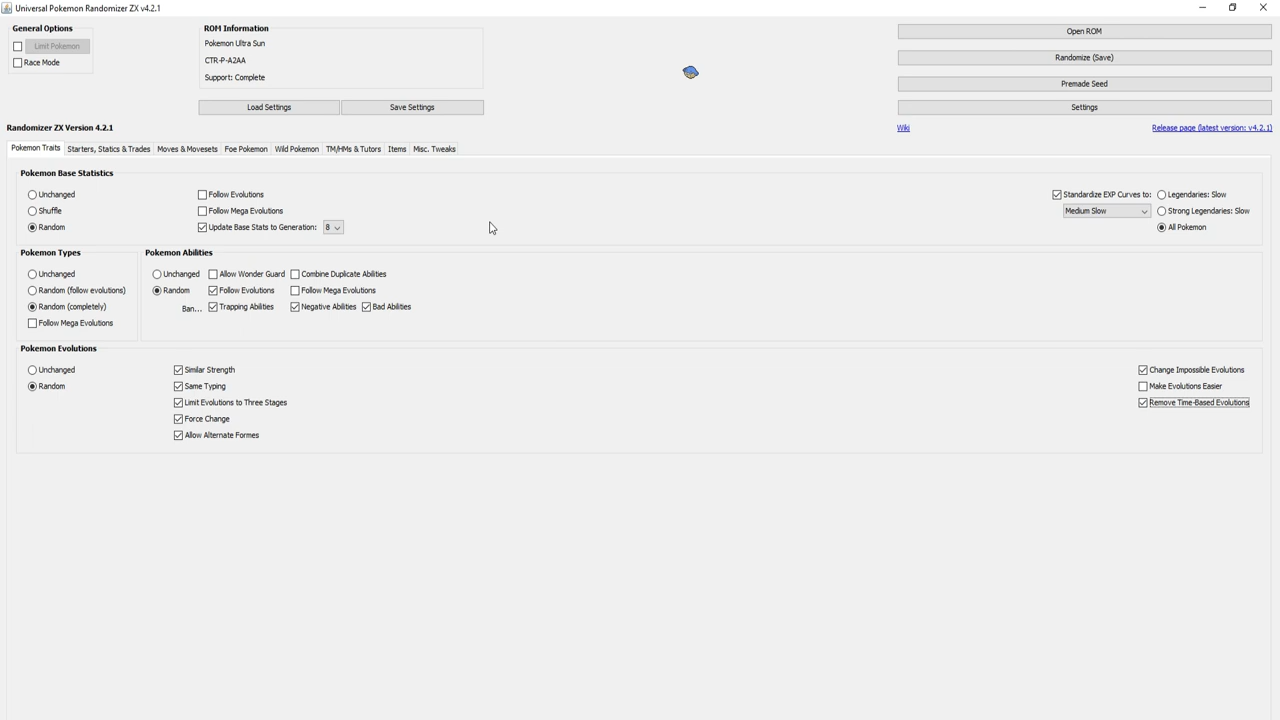 Universal Pokemon Randomizer ZX v4.2.1
General Options
Limit Pokemon
Race Mode
ROM Information
Pokemon Ultra Sun
CTR-P-A2AA
Support: Complete
Load Settings Save Settings
Open ROM
Randomize (Save)
Premade Seed
Settings
Randomizer ZX Version 4.2.1
Wiki Release page (latest version: v4.2.1)
Pokemon Traits Starters, Statics & Trades Moves & Movesets Foe Pokemon Wild Pokemon TM/HMs & Tutors Items Misc. Tweaks
Pokemon Base Statistics
Unchanged Follow Evolutions Standardize EXP Curves to: Legendaries: Slow
Shuffle Follow Mega Evolutions Medium Slow Strong Legendaries: Slow
Random Update Base Stats to Generation: 8 All Pokemon
Pokemon Types
Unchanged
Random (follow evolutions)
Random (completely)
Follow Mega Evolutions
Pokemon Abilities
Unchanged Allow Wonder Guard Combine Duplicate Abilities
Random Follow Evolutions Follow Mega Evolutions
Ban... Trapping Abilities Negative Abilities Bad Abilities
Pokemon Evolutions
Unchanged Similar Strength Change Impossible Evolutions
Random Same Typing Make Evolutions Easier
Limit Evolutions to Three Stages Remove Time-Based Evolutions
Force Change
Allow Alternate Formes